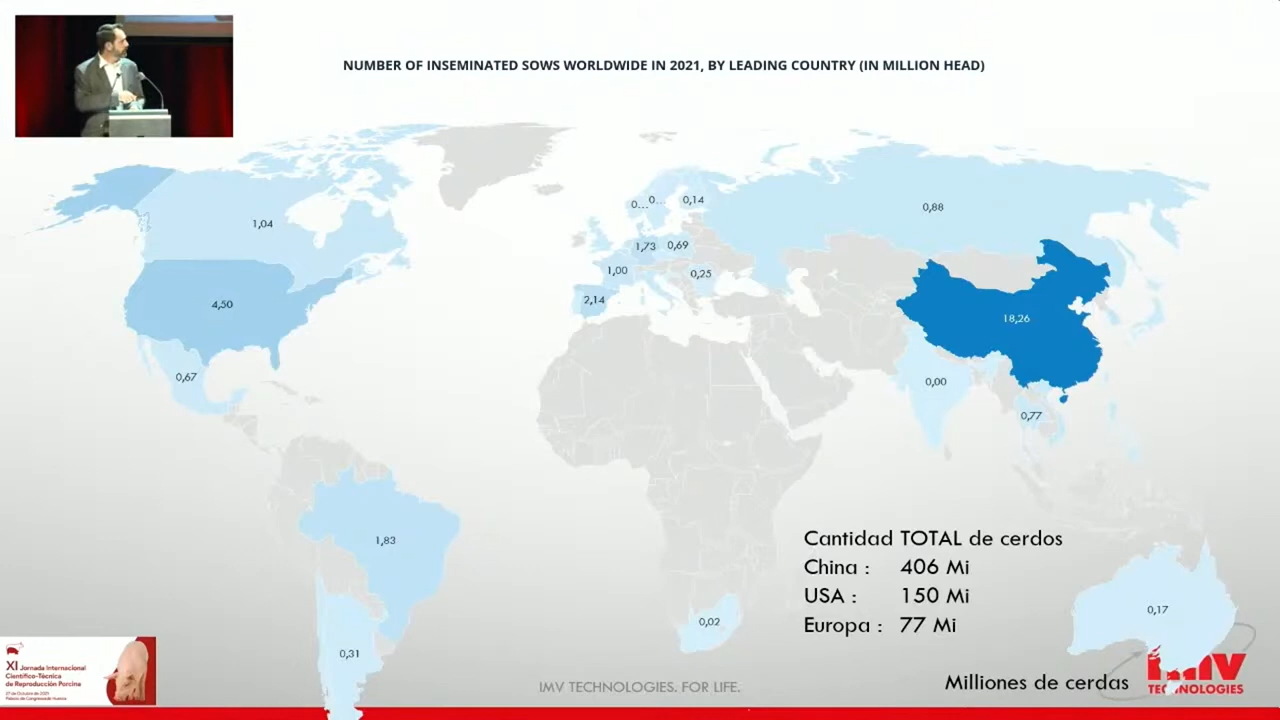 NUMBER OF INSEMINATED SOWS WORLDWIDE IN 2021, BY LEADING COUNTRY (IN MILLION HEAD)
0... 0... 0,14
0,88
1,04
1,73 0,69
1,00 0,25
2,14
4,50
18,26
0,67
0,00
0,77
1,83
Cantidad TOTAL de cerdos
China : 406 Mi
USA : 150 Mi
Europa : 77 Mi
0,17
0,02
0,31
XI Jornada Internacional
Científico-Técnica
de Reproducción Porcina
IMV TECHNOLOGIES. FOR LIFE.
Milliones de cerdas
imv
TECHNOLOGIES